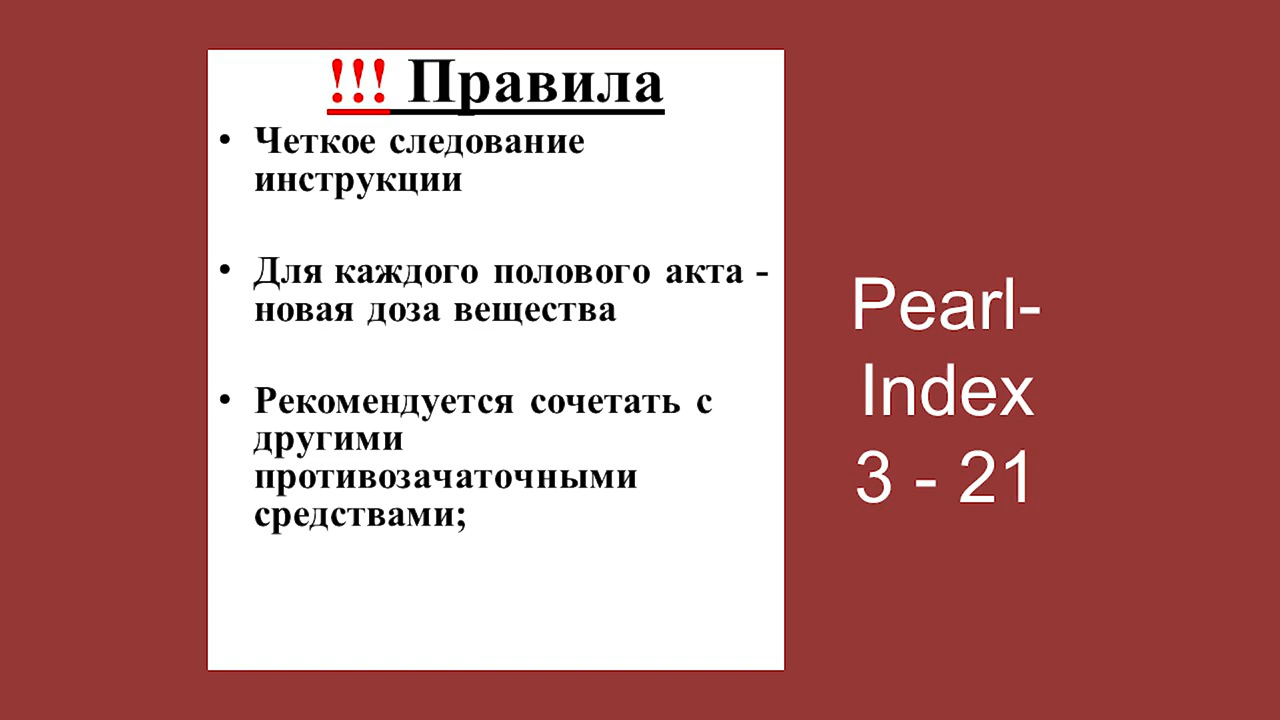 !!! Правила
• Четкое следование
инструкции
• Для каждого полового акта -
новая доза вещества
• Рекомендуется сочетать с
другими
противозачаточными
средствами;
Pearl-
Index
3 - 21